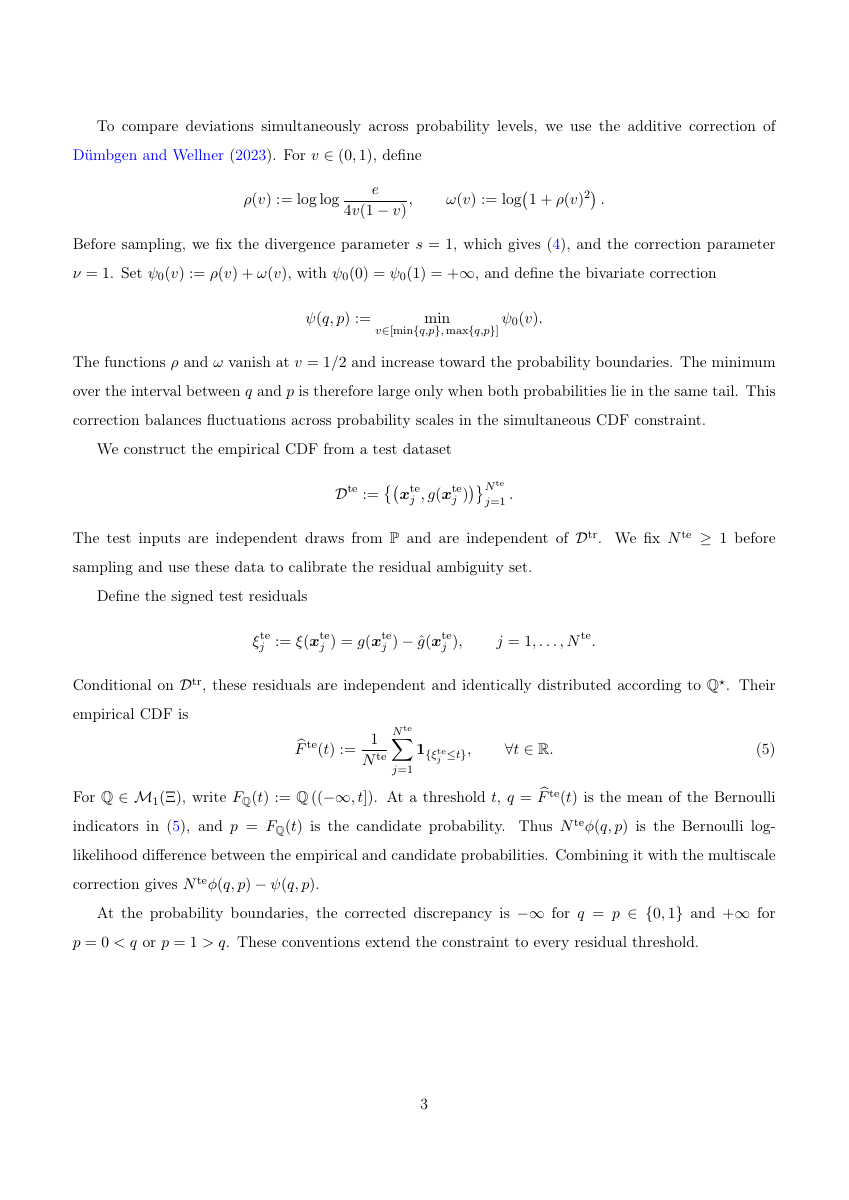 To compare deviations simultaneously across probability levels, we use the additive correction of
Dümbgen and Wellner (2023). For v ∈ (0, 1), define
ρ(v) := log log e / 4v(1 − v), ω(v) := log(1 + ρ(v)²) .
Before sampling, we fix the divergence parameter s = 1, which gives (4), and the correction parameter
ν = 1. Set ψ₀(v) := ρ(v) + ω(v), with ψ₀(0) = ψ₀(1) = +∞, and define the bivariate correction
ψ(q, p) := min_{v∈[min{q,p}, max{q,p}]} ψ₀(v).
The functions ρ and ω vanish at v = 1/2 and increase toward the probability boundaries. The minimum
over the interval between q and p is therefore large only when both probabilities lie in the same tail. This
correction balances fluctuations across probability scales in the simultaneous CDF constraint.
We construct the empirical CDF from a test dataset
𝒟^te := {(𝒙_j^te, g(𝒙_j^te))}_{j=1}^{N^te} .
The test inputs are independent draws from ℙ and are independent of 𝒟^tr. We fix N^te ≥ 1 before
sampling and use these data to calibrate the residual ambiguity set.
Define the signed test residuals
ξ_j^te := ξ(𝒙_j^te) = g(𝒙_j^te) − ĝ(𝒙_j^te), j = 1, . . . , N^te.
Conditional on 𝒟^tr, these residuals are independent and identically distributed according to ℚ⋆. Their
empirical CDF is
F̂^te(t) := 1/N^te ∑_{j=1}^{N^te} 𝟏_{{ξ_j^te ≤ t}}, ∀t ∈ ℝ. (5)
For ℚ ∈ ℳ₁(Ξ), write F_ℚ(t) := ℚ ((−∞, t]). At a threshold t, q = F̂^te(t) is the mean of the Bernoulli
indicators in (5), and p = F_ℚ(t) is the candidate probability. Thus N^te ϕ(q, p) is the Bernoulli log-
likelihood difference between the empirical and candidate probabilities. Combining it with the multiscale
correction gives N^te ϕ(q, p) − ψ(q, p).
At the probability boundaries, the corrected discrepancy is −∞ for q = p ∈ {0, 1} and +∞ for
p = 0 < q or p = 1 > q. These conventions extend the constraint to every residual threshold.
3